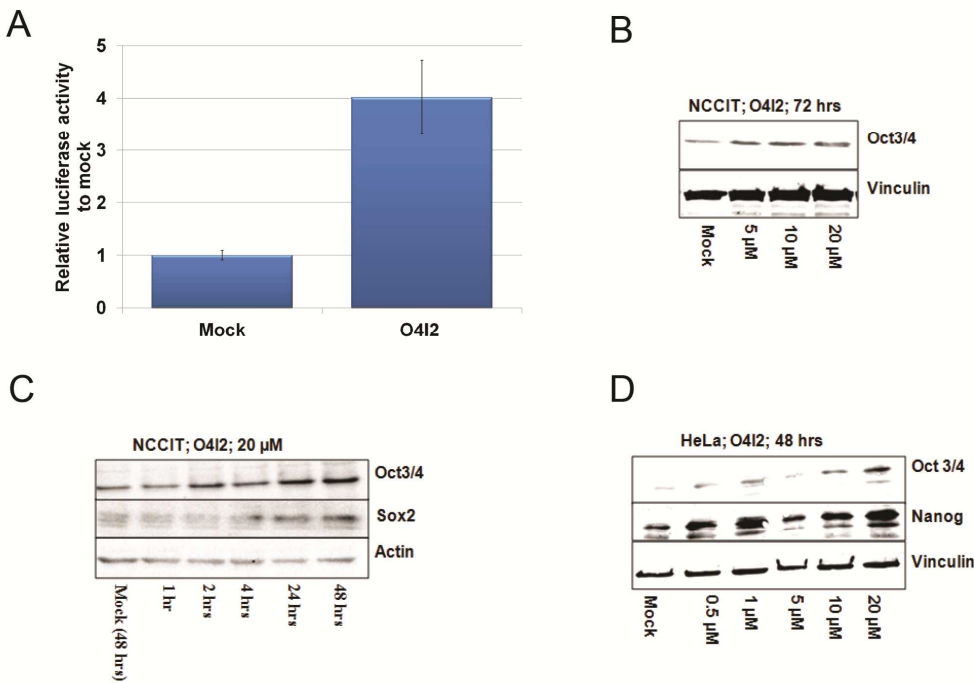 A
Relative luciferase activity
to mock
5
4
3
2
1
0
Mock
O4I2
B
NCCIT; O4I2; 72 hrs
Oct3/4
Vinculin
Mock
5 µM
10 µM
20 µM
C
NCCIT; O4I2; 20 µM
Oct3/4
Sox2
Actin
Mock (48 hrs)
1 hr
2 hrs
4 hrs
24 hrs
48 hrs
D
HeLa; O4I2; 48 hrs
Oct 3/4
Nanog
Vinculin
Mock
0.5 µM
1 µM
5 µM
10 µM
20 µM